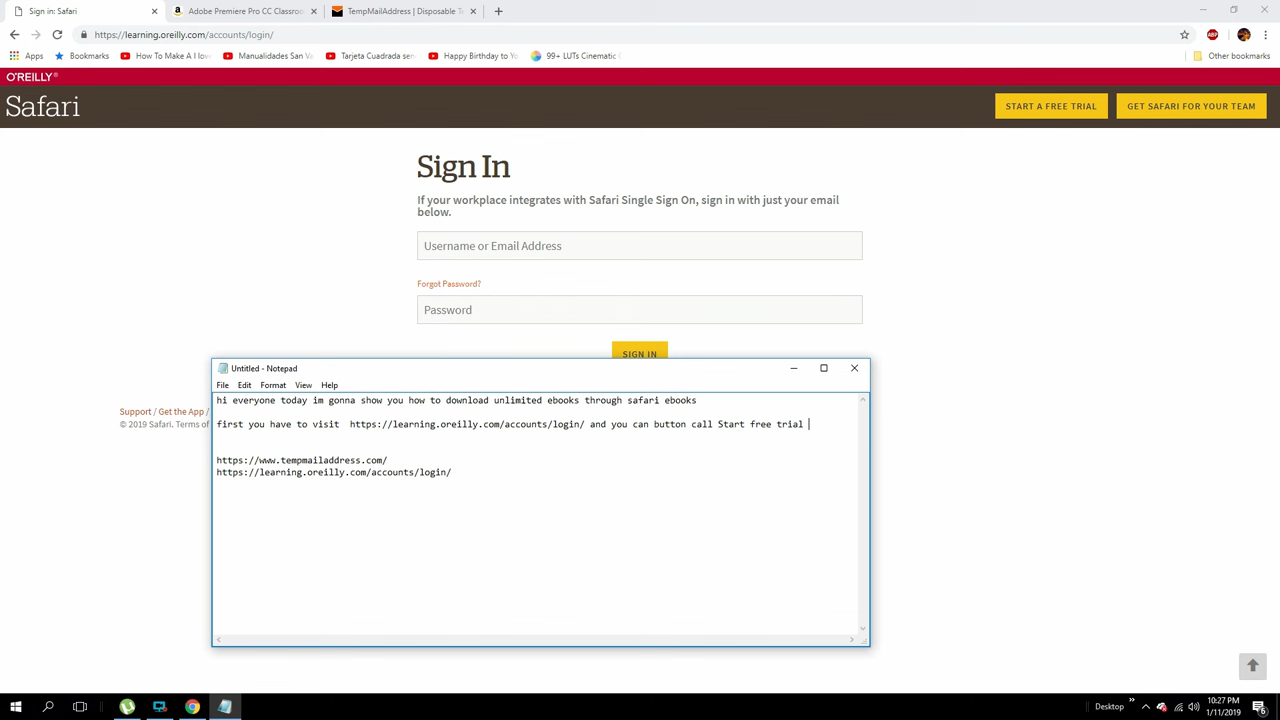 Sign in: Safari
Adobe Premiere Pro CC Classroo
TempMailAddress | Disposable Te
https://learning.oreilly.com/accounts/login/
ABP
Apps
Bookmarks
How To Make A I love
Manualidades San Va
Tarjeta Cuadrada sen
Happy Birthday to Yo
99+ LUTs Cinematic C
Other bookmarks
O'REILLY®
Safari
START A FREE TRIAL
GET SAFARI FOR YOUR TEAM
Sign In
If your workplace integrates with Safari Single Sign On, sign in with just your email
below.
Username or Email Address
Forgot Password?
Password
SIGN IN
Untitled - Notepad
File Edit Format View Help
hi everyone today im gonna show you how to download unlimited ebooks through safari ebooks
first you have to visit  https://learning.oreilly.com/accounts/login/ and you can button call Start free trial
https://www.tempmailaddress.com/
https://learning.oreilly.com/accounts/login/
Support / Get the App /
© 2019 Safari. Terms of
Desktop
10:27 PM
1/11/2019
6